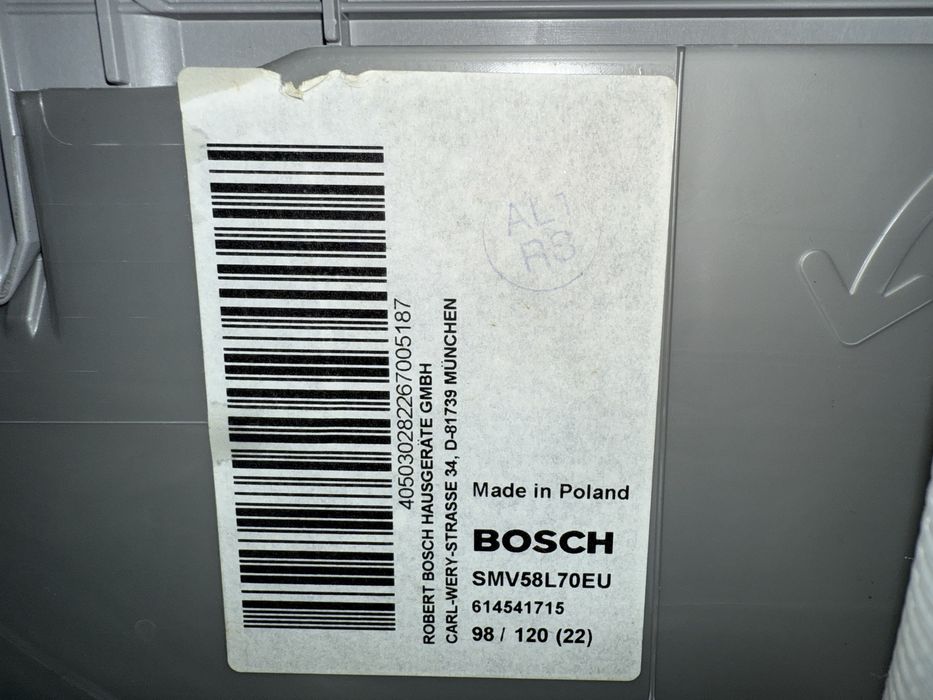 AL1
R3
405030282267005187
ROBERT BOSCH HAUSGERÄTE GMBH
CARL-WERY-STRASSE 34, D-81739 MÜNCHEN
Made in Poland
BOSCH
SMV58L70EU
614541715
98 / 120 (22)